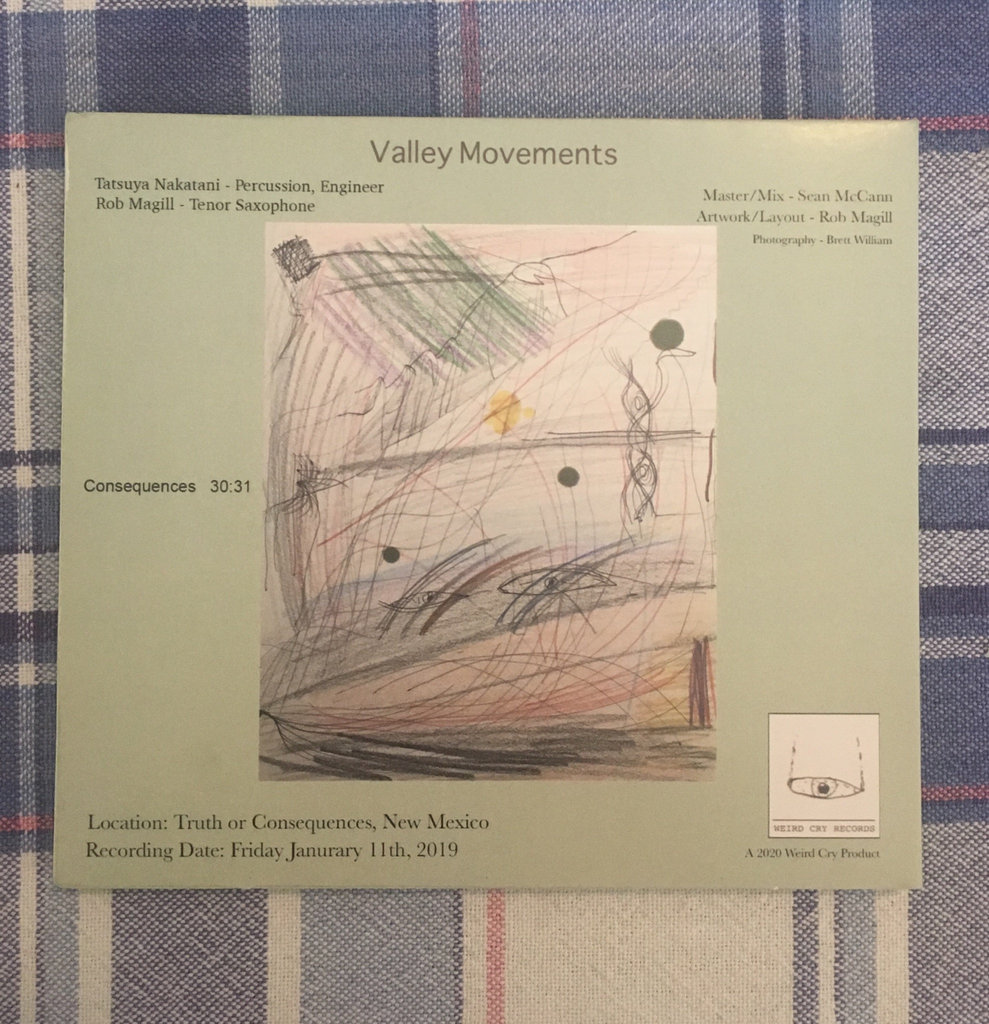 Valley Movements
Tatsuya Nakatani - Percussion, Engineer
Rob Magill - Tenor Saxophone
Master/Mix - Sean McCann
Artwork/Layout - Rob Magill
Photography - Brett William
Consequences 30:31
Location: Truth or Consequences, New Mexico
Recording Date: Friday Janurary 11th, 2019
WEIRD CRY RECORDS
A 2020 Weird Cry Product